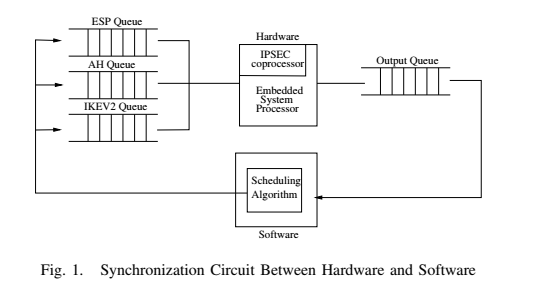 ESP Queue
AH Queue
IKEV2 Queue
Hardware
IPSEC
coprocessor
Embedded
System
Processor
Output Queue
Scheduling
Algorithm
Software
Fig. 1. Synchronization Circuit Between Hardware and Software